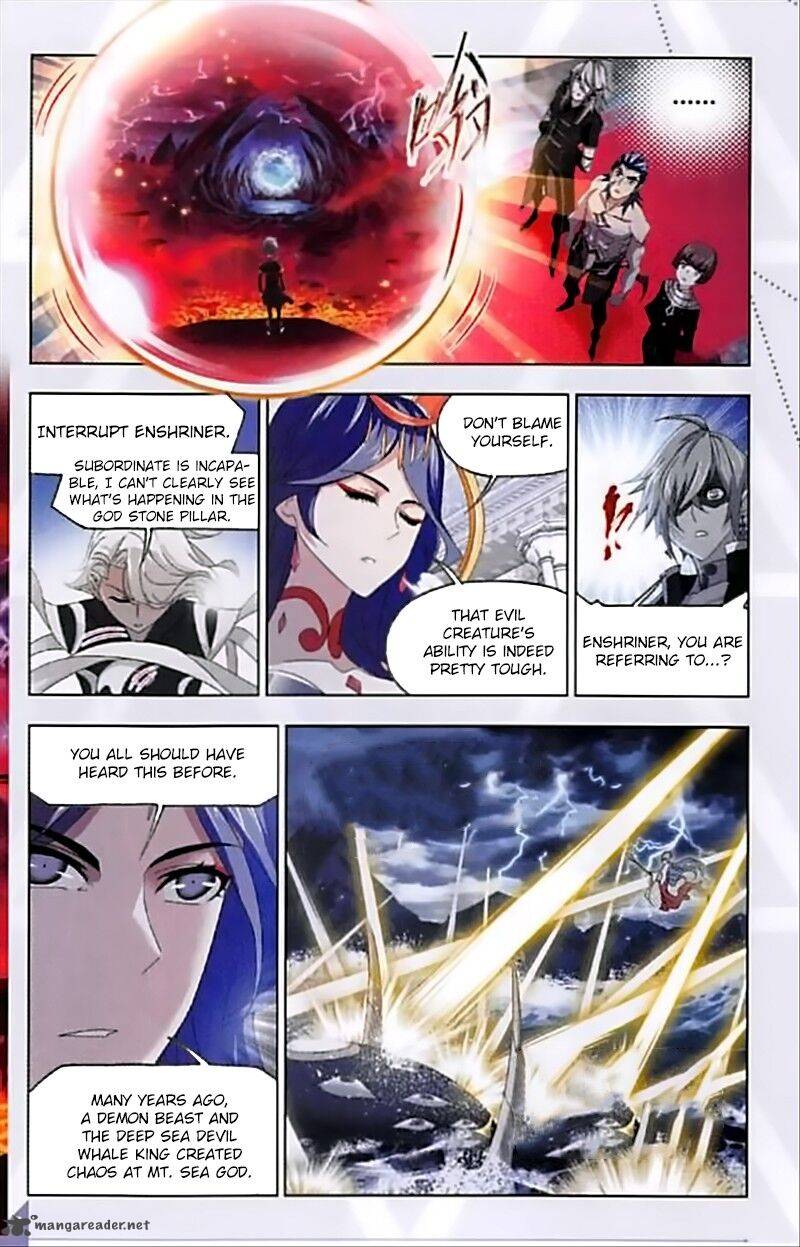 ......
INTERRUPT ENSHRINER.
SUBORDINATE IS INCAPA-
BLE, I CAN'T CLEARLY SEE
WHAT'S HAPPENING IN THE
GOD STONE PILLAR.
DON'T BLAME
YOURSELF.
THAT EVIL
CREATURE'S
ABILITY IS INDEED
PRETTY TOUGH.
ENSHRINER, YOU ARE
REFERRING TO...?
YOU ALL SHOULD HAVE
HEARD THIS BEFORE.
MANY YEARS AGO,
A DEMON BEAST AND
THE DEEP SEA DEVIL
WHALE KING CREATED
CHAOS AT MT. SEA GOD.
mangareader.net